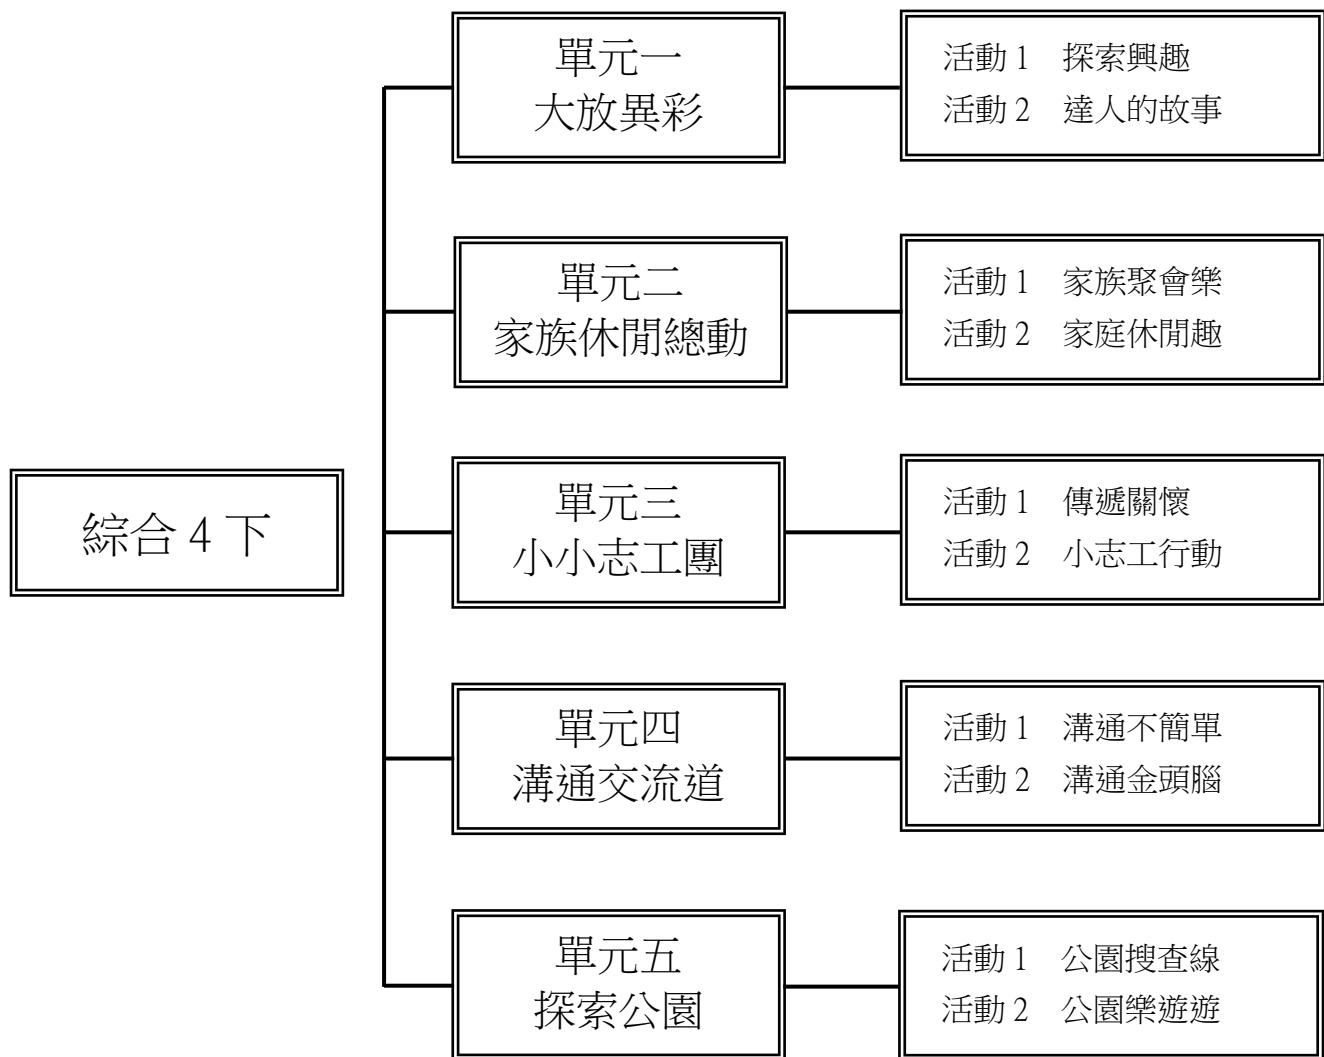 綜合 4 下
單元一
大放異彩
活動 1　探索興趣
活動 2　達人的故事
單元二
家族休閒總動
活動 1　家族聚會樂
活動 2　家庭休閒趣
單元三
小小志工團
活動 1　傳遞關懷
活動 2　小志工行動
單元四
溝通交流道
活動 1　溝通不簡單
活動 2　溝通金頭腦
單元五
探索公園
活動 1　公園搜查線
活動 2　公園樂遊遊